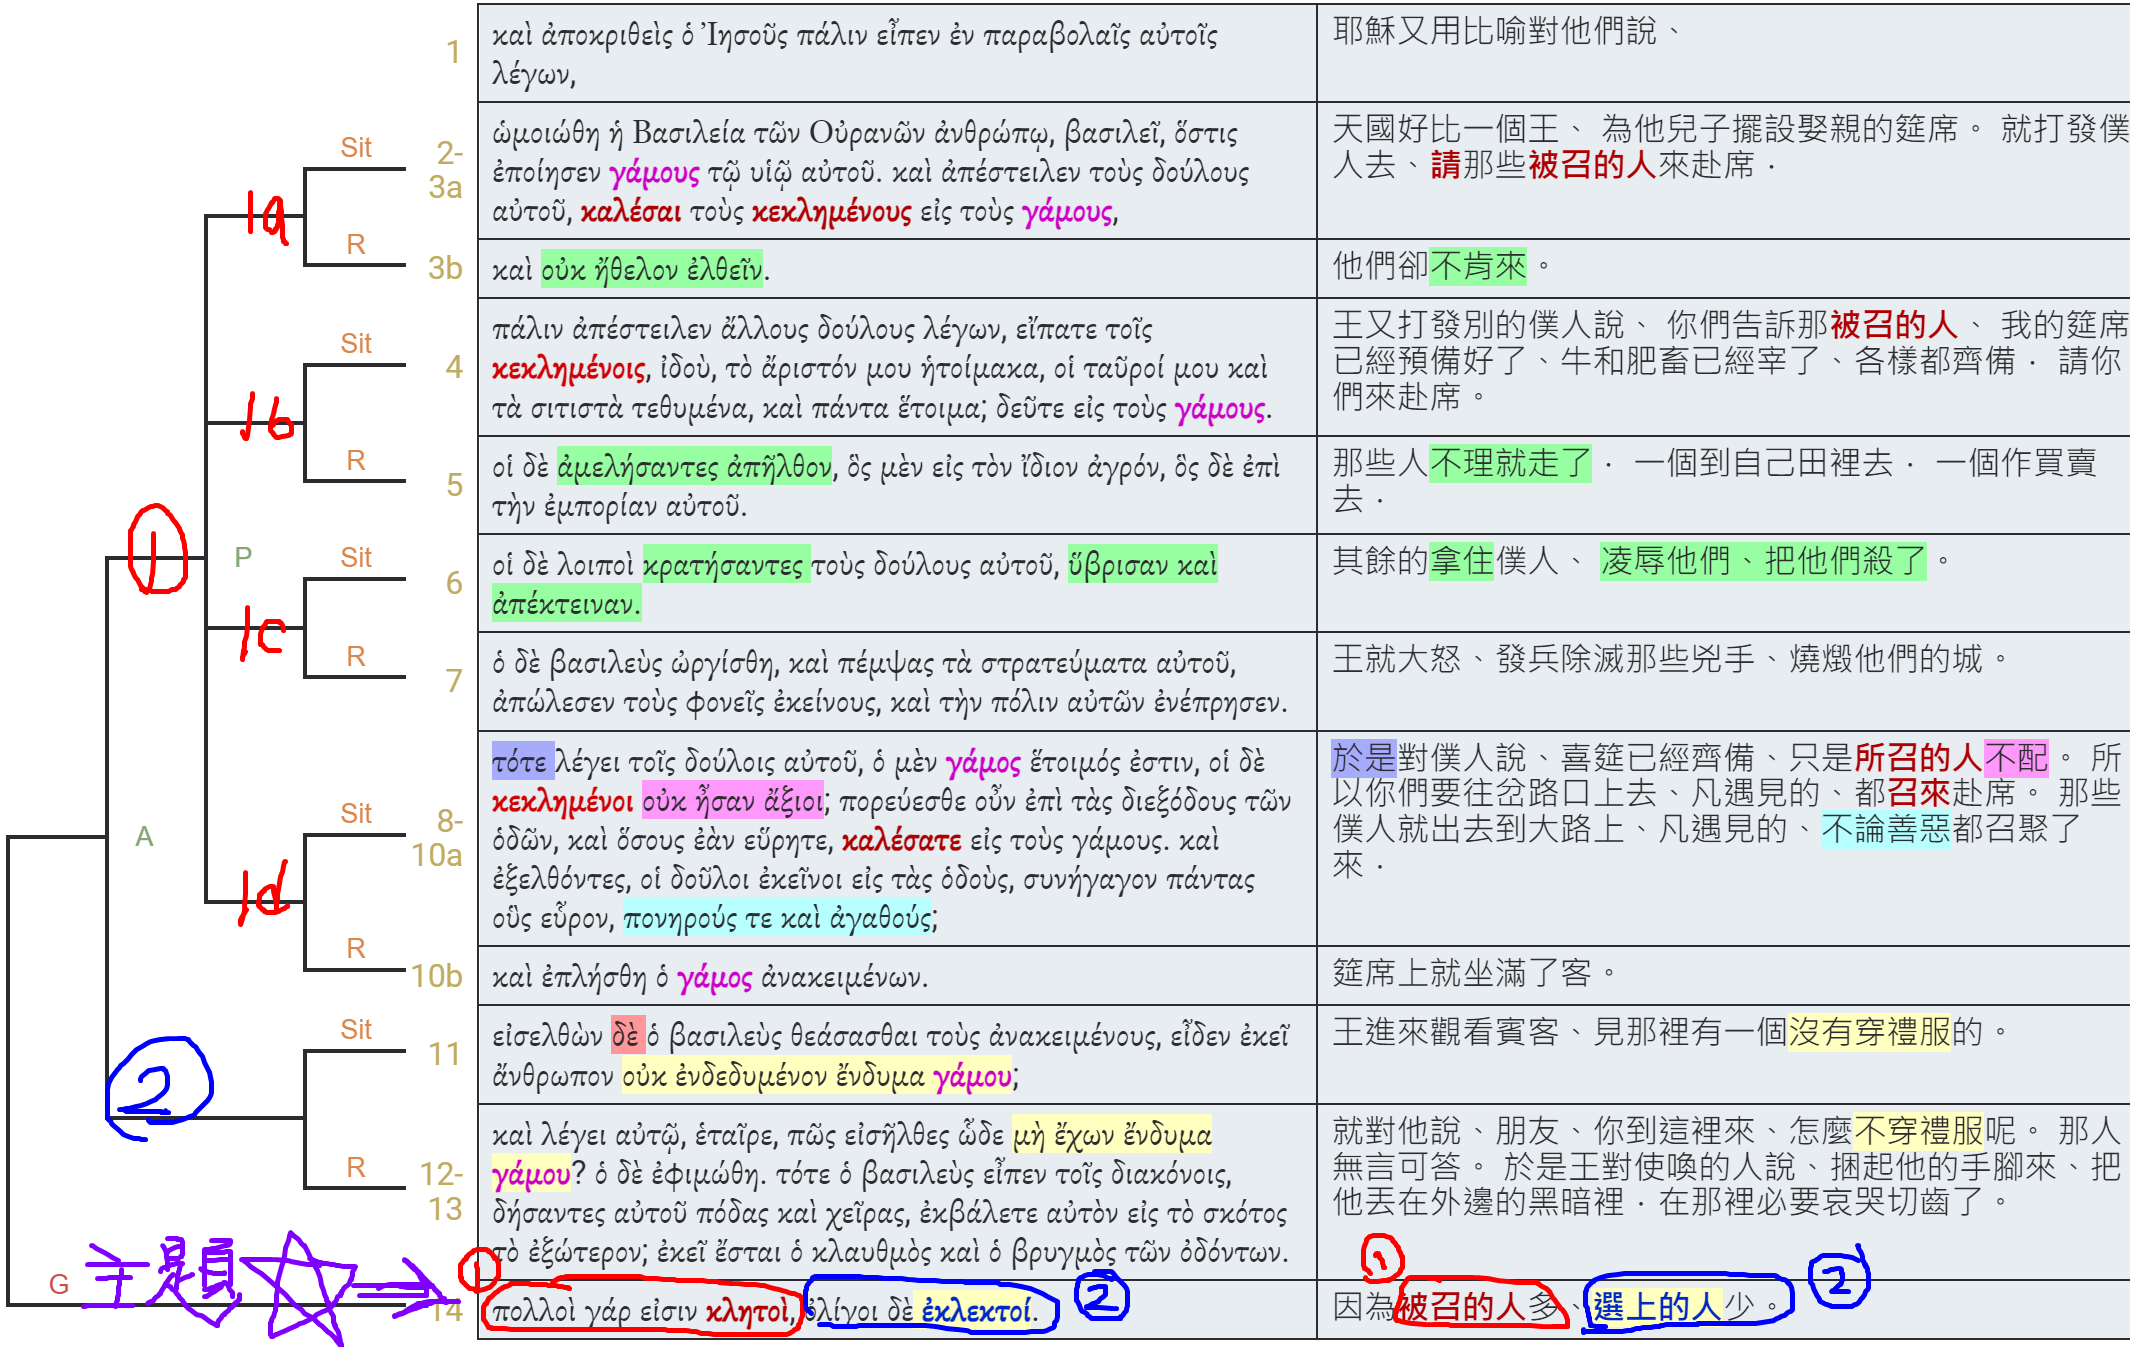 1
καὶ ἀποκριθεὶς ὁ Ἰησοῦς πάλιν εἶπεν ἐν παραβολαῖς αὐτοῖς
λέγων,
耶穌又用比喻對他們說、
Sit
2-
3a
ὡμοιώθη ἡ Βασιλεία τῶν Οὐρανῶν ἀνθρώπῳ, βασιλεῖ, ὅστις
ἐποίησεν γάμους τῷ υἱῷ αὐτοῦ. καὶ ἀπέστειλεν τοὺς δούλους
αὐτοῦ, καλέσαι τοὺς κεκλημένους εἰς τοὺς γάμους,
天國好比一個王、 為他兒子擺設娶親的筵席。 就打發僕
人去、請那些被召的人來赴席．
1a
R
3b
καὶ οὐκ ἤθελον ἐλθεῖν.
他們卻不肯來。
Sit
4
πάλιν ἀπέστειλεν ἄλλους δούλους λέγων, εἴπατε τοῖς
κεκλημένοις, ἰδοὺ, τὸ ἄριστόν μου ἡτοίμακα, οἱ ταῦροί μου καὶ
τὰ σιτιστὰ τεθυμένα, καὶ πάντα ἕτοιμα; δεῦτε εἰς τοὺς γάμους.
王又打發別的僕人說、 你們告訴那被召的人、 我的筵席
已經預備好了、牛和肥畜已經宰了、各樣都齊備． 請你
們來赴席。
1b
R
5
οἱ δὲ ἀμελήσαντες ἀπῆλθον, ὃς μὲν εἰς τὸν ἴδιον ἀγρόν, ὃς δὲ ἐπὶ
τὴν ἐμπορίαν αὐτοῦ.
那些人不理就走了． 一個到自己田裡去． 一個作買賣
去．
1
P
Sit
6
οἱ δὲ λοιποὶ κρατήσαντες τοὺς δούλους αὐτοῦ, ὕβρισαν καὶ
ἀπέκτειναν.
其餘的拿住僕人、 凌辱他們、把他們殺了。
1c
R
7
ὁ δὲ βασιλεὺς ὠργίσθη, καὶ πέμψας τὰ στρατεύματα αὐτοῦ,
ἀπώλεσεν τοὺς φονεῖς ἐκείνους, καὶ τὴν πόλιν αὐτῶν ἐνέπρησεν.
王就大怒、發兵除滅那些兇手、燒燬他們的城。
A
Sit
8-
10a
τότε λέγει τοῖς δούλοις αὐτοῦ, ὁ μὲν γάμος ἕτοιμός ἐστιν, οἱ δὲ
κεκλημένοι οὐκ ἦσαν ἄξιοι; πορεύεσθε οὖν ἐπὶ τὰς διεξόδους τῶν
ὁδῶν, καὶ ὅσους ἐὰν εὕρητε, καλέσατε εἰς τοὺς γάμους. καὶ
ἐξελθόντες, οἱ δοῦλοι ἐκεῖνοι εἰς τὰς ὁδοὺς, συνήγαγον πάντας
οὓς εὗρον, πονηρούς τε καὶ ἀγαθούς;
於是對僕人說、喜筵已經齊備、只是所召的人不配。 所
以你們要往岔路口上去、凡遇見的、都召來赴席。 那些
僕人就出去到大路上、凡遇見的、不論善惡都召聚了
來．
1d
R
10b
καὶ ἐπλήσθη ὁ γάμος ἀνακειμένων.
筵席上就坐滿了客。
Sit
11
εἰσελθὼν δὲ ὁ βασιλεὺς θεάσασθαι τοὺς ἀνακειμένους, εἶδεν ἐκεῖ
ἄνθρωπον οὐκ ἐνδεδυμένον ἔνδυμα γάμου;
王進來觀看賓客、見那裡有一個沒有穿禮服的。
2
R
12-
13
καὶ λέγει αὐτῷ, ἑταῖρε, πῶς εἰσῆλθες ὧδε μὴ ἔχων ἔνδυμα
γάμου? ὁ δὲ ἐφιμώθη. τότε ὁ βασιλεὺς εἶπεν τοῖς διακόνοις,
δήσαντες αὐτοῦ πόδας καὶ χεῖρας, ἐκβάλετε αὐτὸν εἰς τὸ σκότος
τὸ ἐξώτερον; ἐκεῖ ἔσται ὁ κλαυθμὸς καὶ ὁ βρυγμὸς τῶν ὀδόντων.
就對他說、朋友、你到這裡來、怎麼不穿禮服呢。 那人
無言可答。 於是王對使喚的人說、捆起他的手腳來、把
他丟在外邊的黑暗裡．在那裡必要哀哭切齒了。
G
主題
14
1
πολλοὶ γάρ εἰσιν κλητοὶ, ὀλίγοι δὲ ἐκλεκτοί.
2
1
因為被召的人多、選上的人少。
2